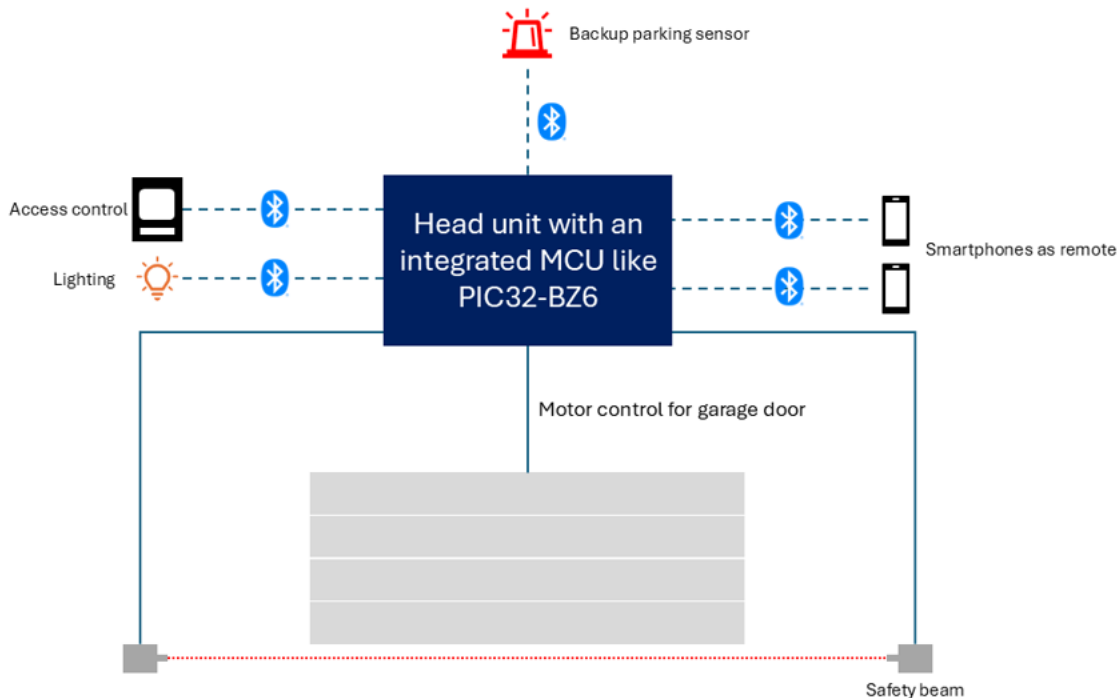 Backup parking sensor
Access control
Head unit with an
integrated MCU like
PIC32-BZ6
Smartphones as remote
Lighting
Motor control for garage door
Safety beam